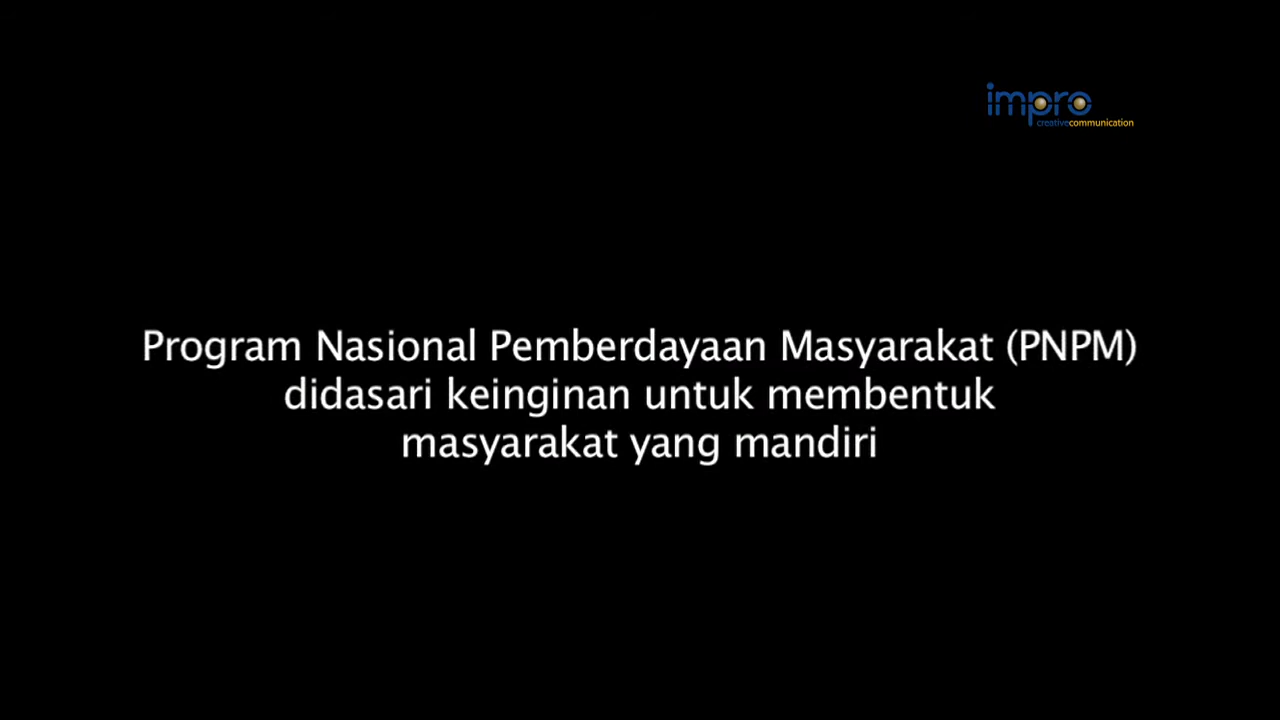 impro
creativecommunication
Program Nasional Pemberdayaan Masyarakat (PNPM)
didasari keinginan untuk membentuk
masyarakat yang mandiri